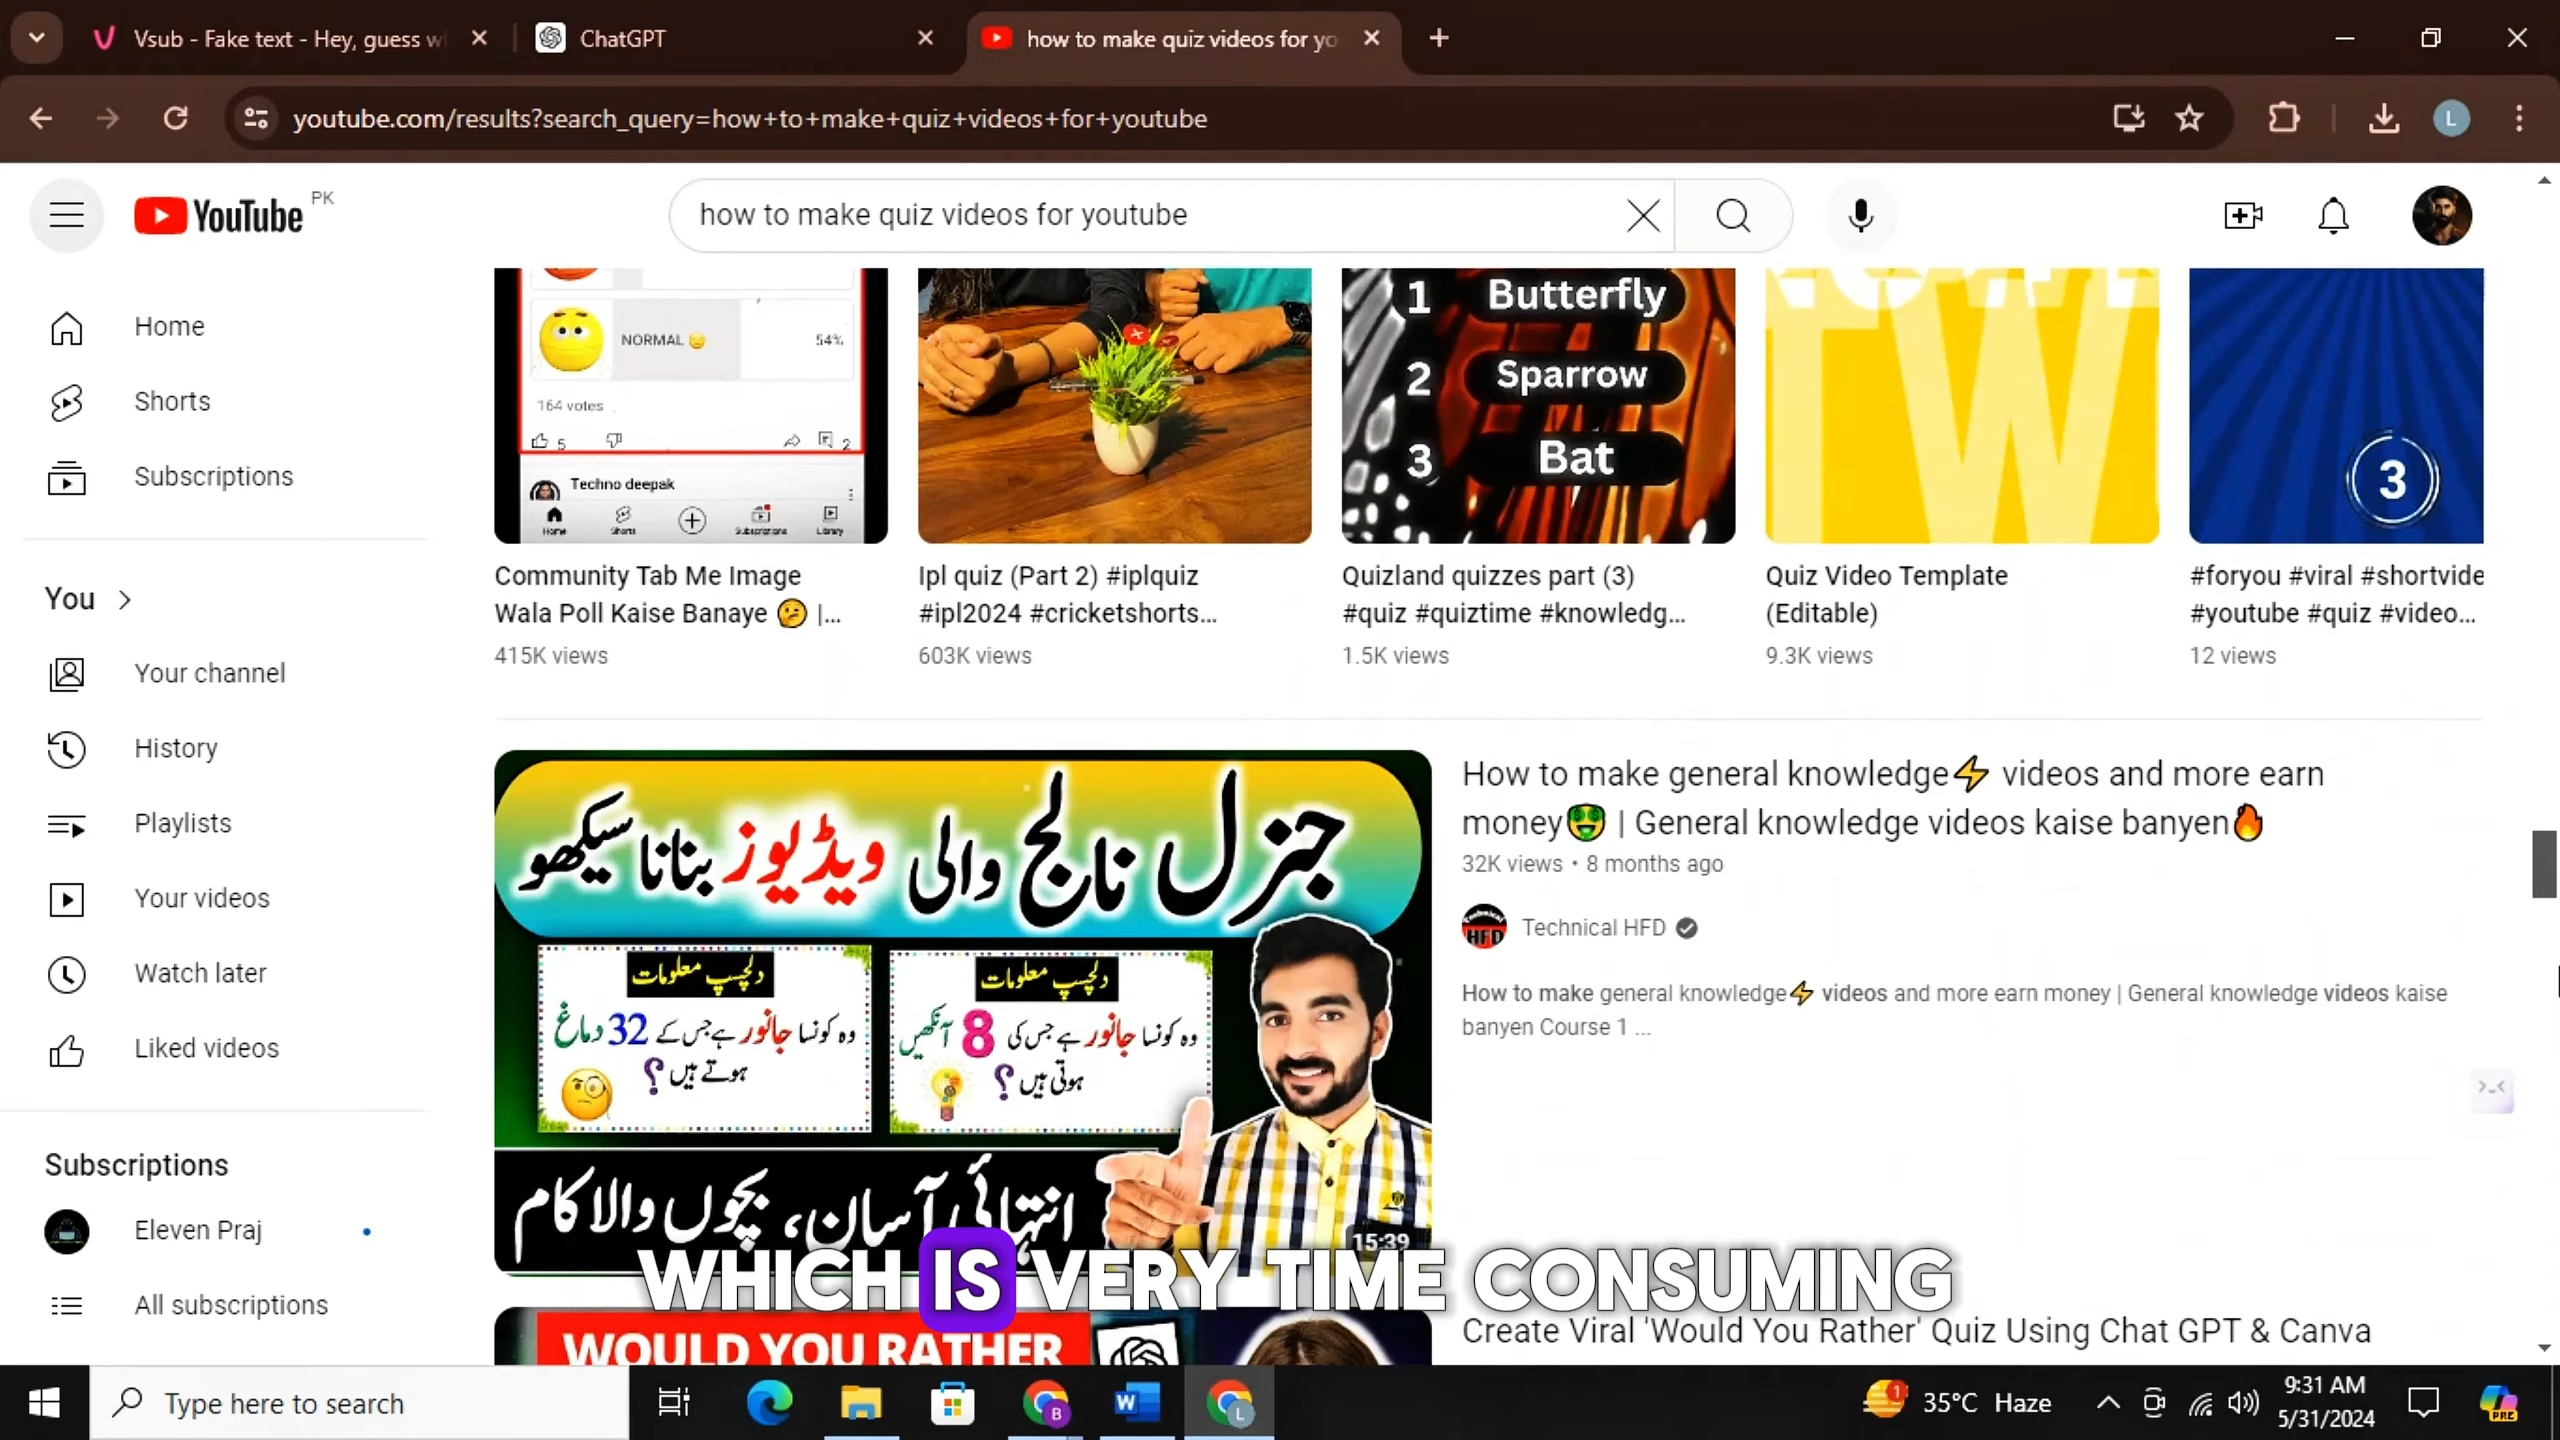 Vsub - Fake text - Hey, guess w
ChatGPT
how to make quiz videos for yo
youtube.com/results?search_query=how+to+make+quiz+videos+for+youtube
L
YouTube
PK
how to make quiz videos for youtube
Home
Shorts
Subscriptions
You
Your channel
History
Playlists
Your videos
Watch later
Liked videos
Subscriptions
Eleven Praj
All subscriptions
NORMAL 😑
54%
164 votes
5
2
Techno deepak
Home
Shorts
Subscriptions
Library
Community Tab Me Image
Wala Poll Kaise Banaye 🤔 |...
415K views
Ipl quiz (Part 2) #iplquiz
#ipl2024 #cricketshorts...
603K views
1 Butterfly
2 Sparrow
3 Bat
Quizland quizzes part (3)
#quiz #quiztime #knowledg...
1.5K views
Quiz Video Template
(Editable)
9.3K views
3
#foryou #viral #shortvide
#youtube #quiz #video...
12 views
جنرل نالج والی ویڈیوز بنانا سیکھو
دلچسپ معلومات
وہ کونسا جانور ہے جس کے 32 دماغ
ہوتے ہیں ؟
دلچسپ معلومات
وہ کونسا جانور ہے جس کی 8 آنکھیں
ہوتی ہیں ؟
انتہائی آسان، بچوں والا کام
15:39
How to make general knowledge⚡ videos and more earn
money🤑 | General knowledge videos kaise banyen🔥
32K views • 8 months ago
HFD
Technical HFD
How to make general knowledge⚡ videos and more earn money | General knowledge videos kaise
banyen Course 1 ...
WHICH IS VERY TIME CONSUMING
WOULD YOU RATHER
Create Viral 'Would You Rather' Quiz Using Chat GPT & Canva
Type here to search
B
W
L
1
35°C Haze
9:31 AM
5/31/2024
PRE